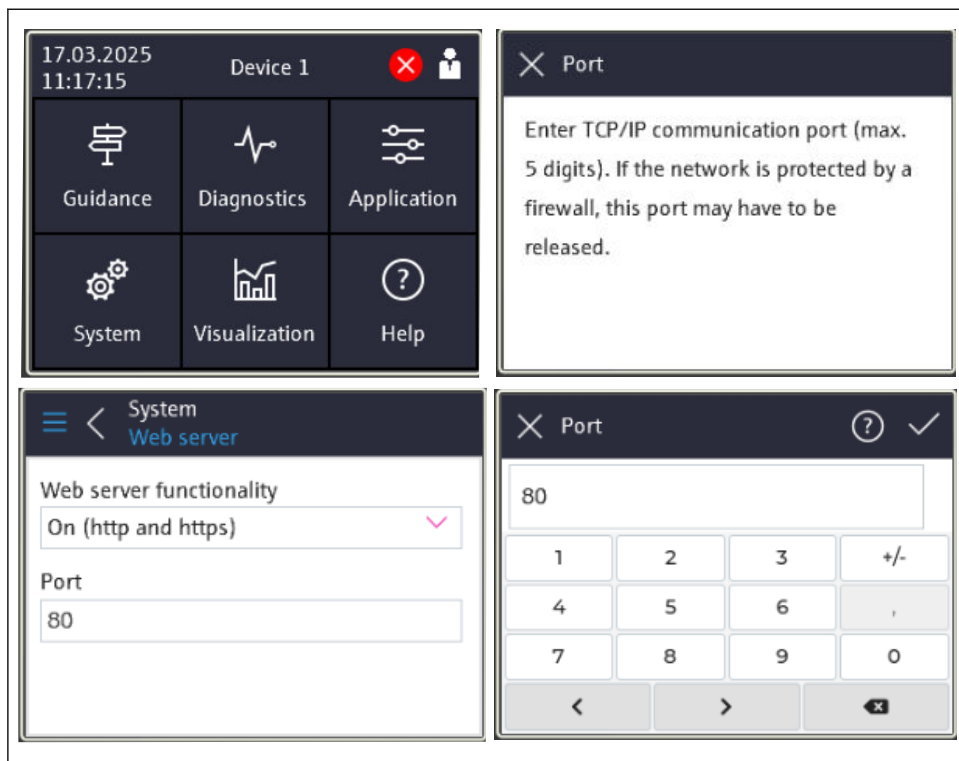 17.03.2025
11:17:15
Device 1
Guidance
Diagnostics
Application
System
Visualization
Help
Port
Enter TCP/IP communication port (max.
5 digits). If the network is protected by a
firewall, this port may have to be
released.
System
Web server
Web server functionality
On (http and https)
Port
80
Port
?
80
1 2 3 +/-
4 5 6 ,
7 8 9 0
< >